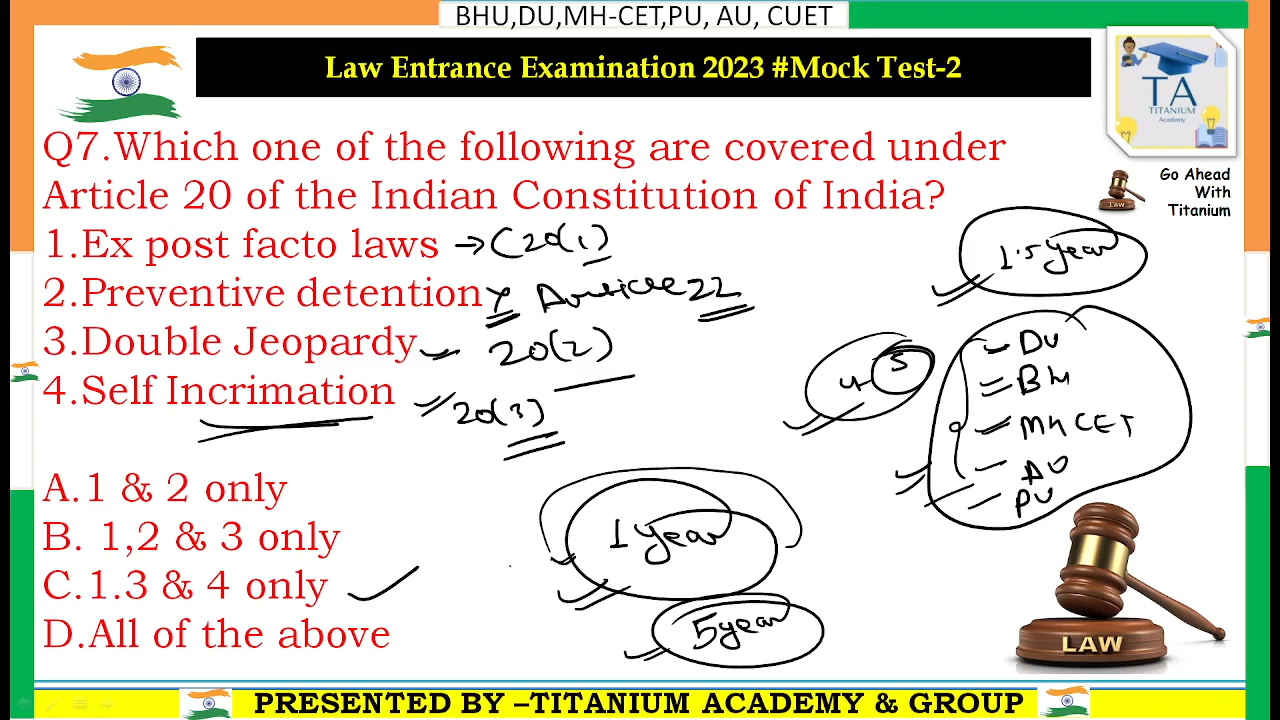 BHU,DU,MH-CET,PU, AU, CUET
Law Entrance Examination 2023 #Mock Test-2
TA
TITANIUM
Academy
Go Ahead
With
Titanium
LAW
Q7.Which one of the following are covered under
Article 20 of the Indian Constitution of India?
1.Ex post facto laws → (20(1)
2.Preventive detention x Article 22
3.Double Jeopardy 20(2)
4.Self Incrimation 20(3)
1.5 year
4 5
DU
BH
MH CET
AU
PU
A.1 & 2 only
B. 1,2 & 3 only
C.1.3 & 4 only
D.All of the above
1 year
5 year
LAW
PRESENTED BY –TITANIUM ACADEMY & GROUP